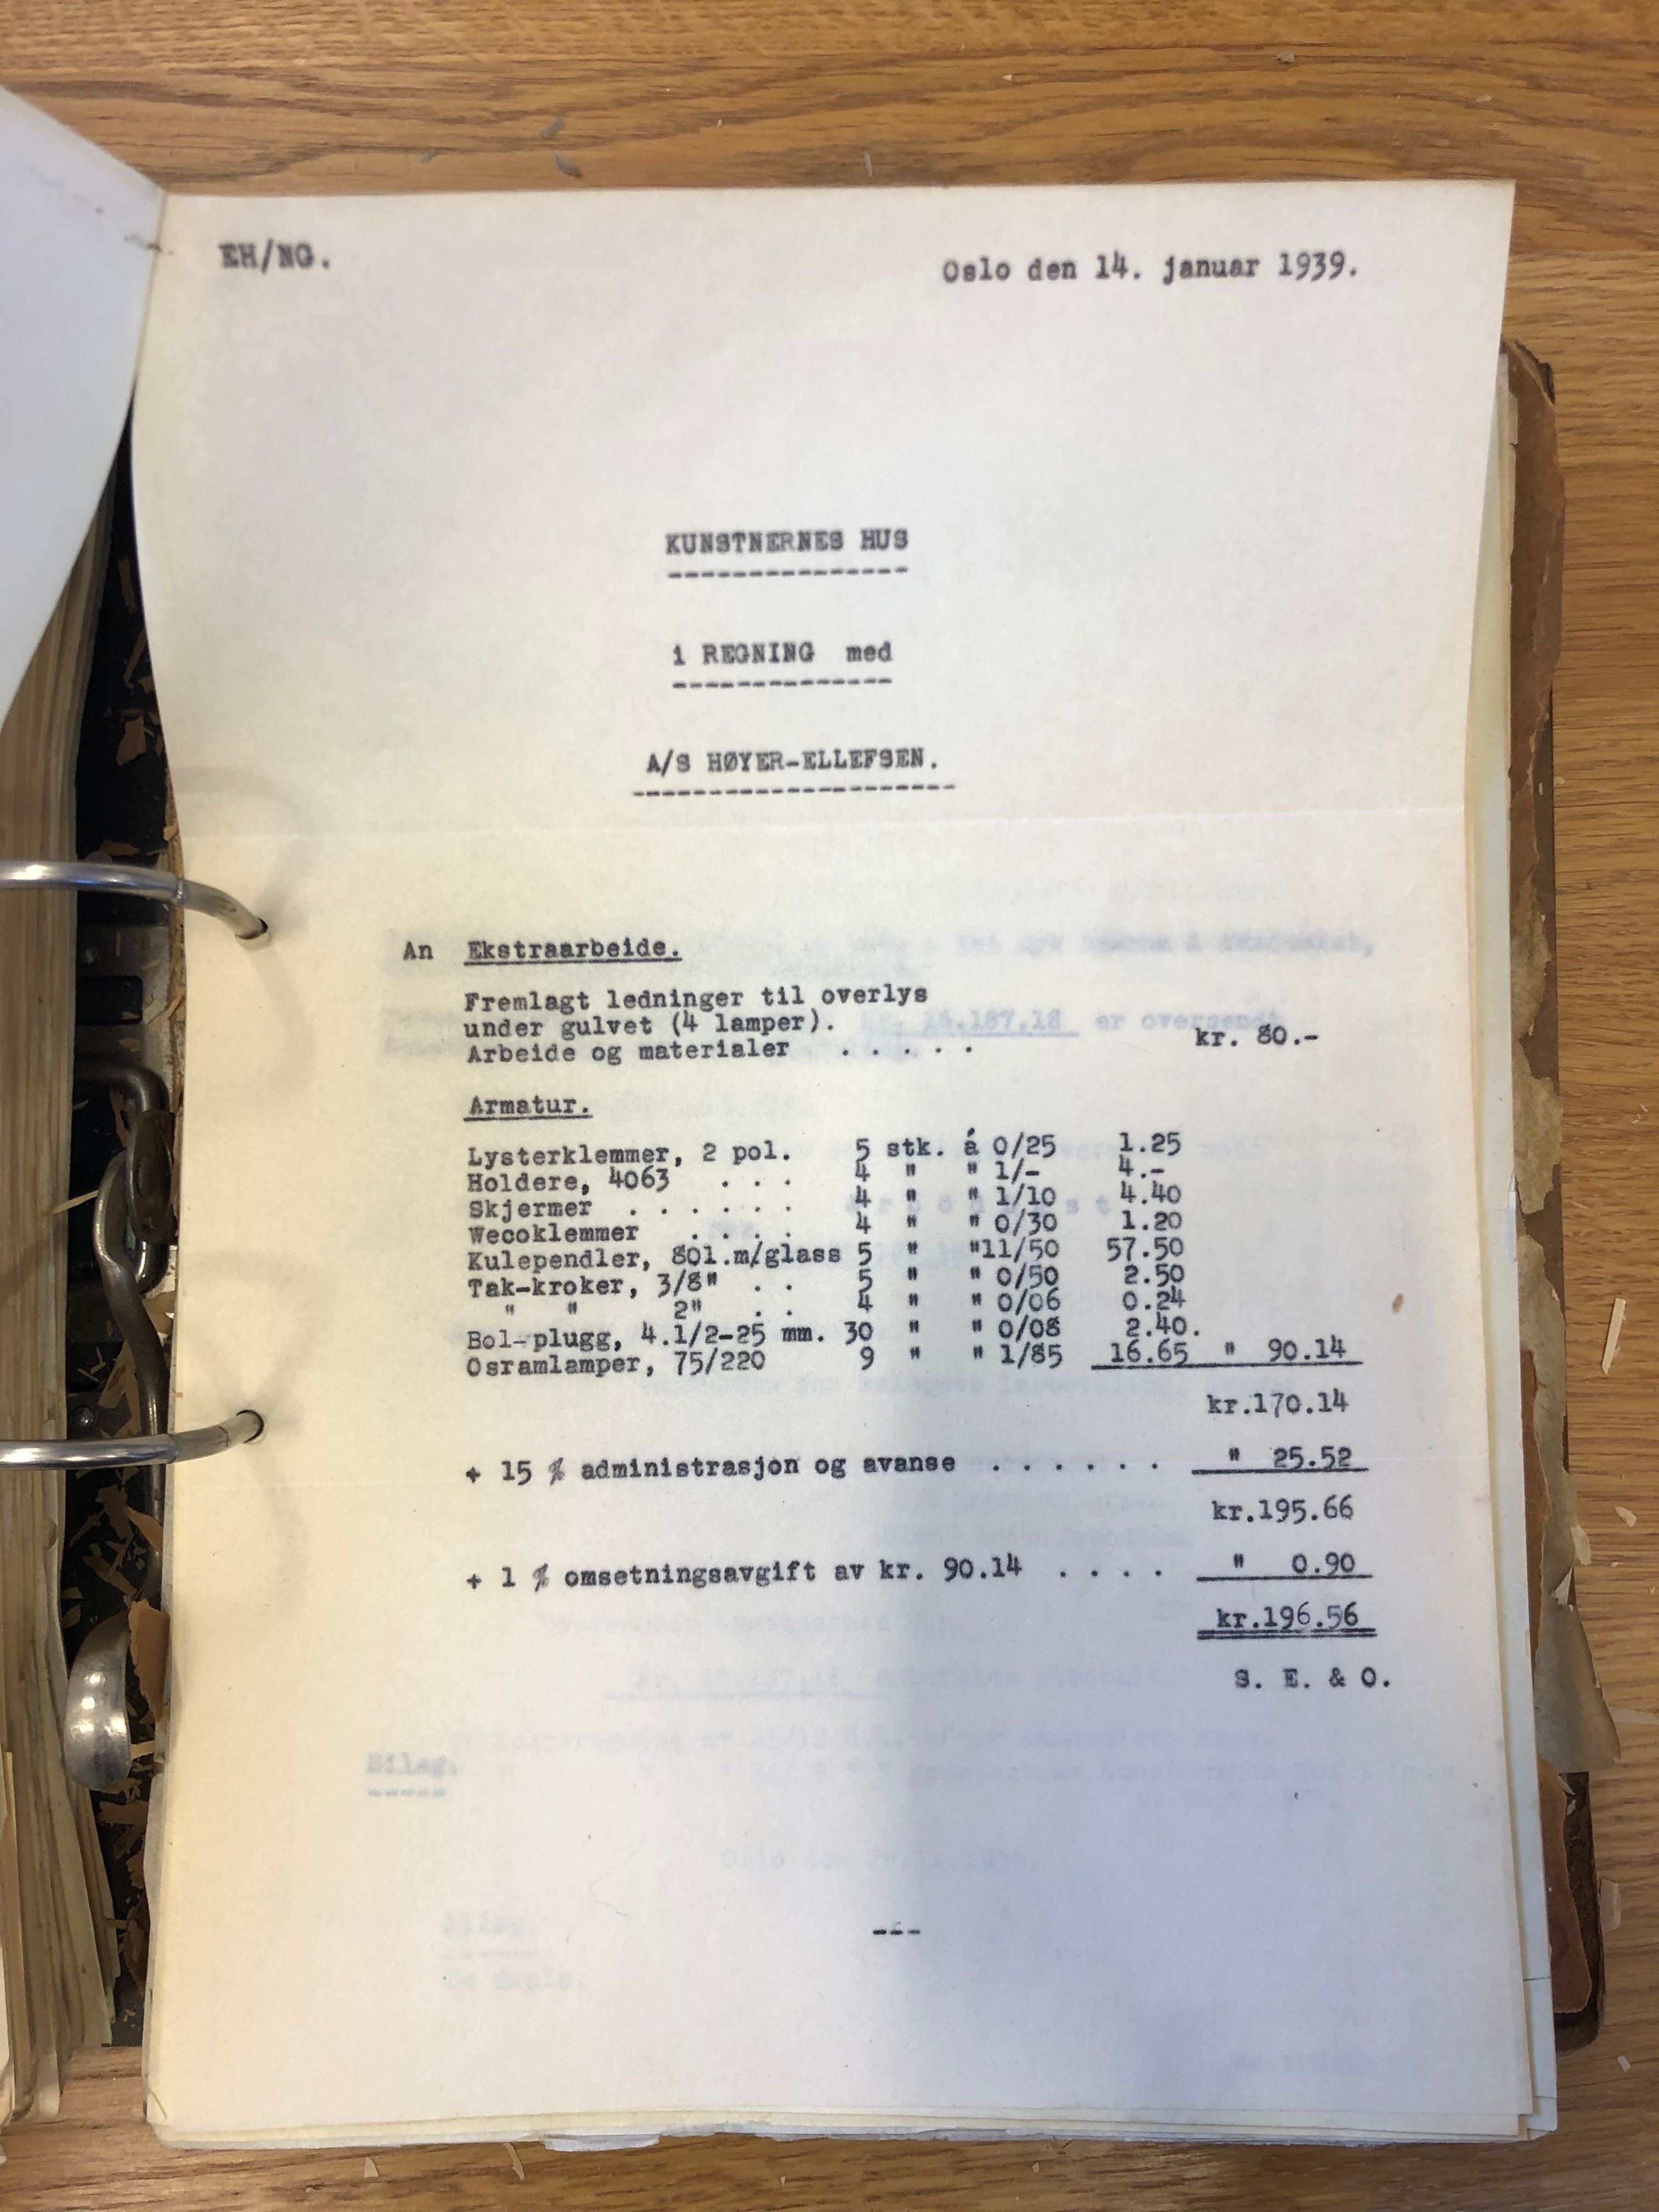 EH/NG.
Oslo den 14. januar 1939.
KUNSTNERNES HUS
---------------
i REGNING med
--------------
A/S HØYER-ELLEFSEN.
--------------------
An Ekstraarbeide.
Fremlagt ledninger til overlys
under gulvet (4 lamper).
Arbeide og materialer . . . . . kr. 80.-
Armatur.
Lysterklemmer, 2 pol. 5 stk. á 0/25 1.25
Holdere, 4063 . . . 4 " " 1/- 4.-
Skjermer . . . . . . 4 " " 1/10 4.40
Wecoklemmer . . . . 4 " " 0/30 1.20
Kulependler, 801.m/glass 5 " "11/50 57.50
Tak-kroker, 3/8" . . 5 " " 0/50 2.50
" " 2" . . 4 " " 0/06 0.24
Bol-plugg, 4.1/2-25 mm. 30 " " 0/08 2.40.
Osramlamper, 75/220 9 " " 1/85 16.65 " 90.14
kr.170.14
+ 15 % administrasjon og avanse . . . . . . " 25.52
kr.195.66
+ 1 % omsetningsavgift av kr. 90.14 . . . . " 0.90
kr.196.56
S. E. & O.
Bilag.
-----
---